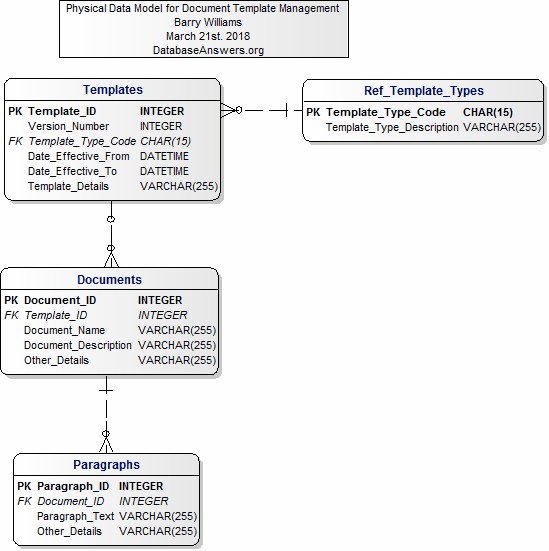 Physical Data Model for Document Template Management
Barry Williams
March 21st. 2018
DatabaseAnswers.org
Templates
PK Template_ID INTEGER
Version_Number INTEGER
FK Template_Type_Code CHAR(15)
Date_Effective_From DATETIME
Date_Effective_To DATETIME
Template_Details VARCHAR(255)
Ref_Template_Types
PK Template_Type_Code CHAR(15)
Template_Type_Description VARCHAR(255)
Documents
PK Document_ID INTEGER
FK Template_ID INTEGER
Document_Name VARCHAR(255)
Document_Description VARCHAR(255)
Other_Details VARCHAR(255)
Paragraphs
PK Paragraph_ID INTEGER
FK Document_ID INTEGER
Paragraph_Text VARCHAR(255)
Other_Details VARCHAR(255)